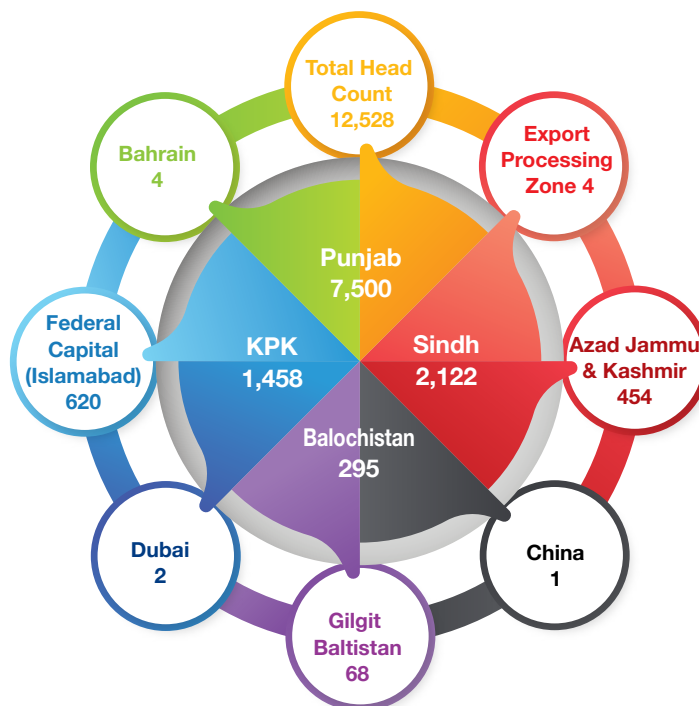 Total Head
Count
12,528
Export
Processing
Zone 4
Azad Jammu
& Kashmir
454
China
1
Gilgit
Baltistan
68
Dubai
2
Federal
Capital
(Islamabad)
620
Bahrain
4
Punjab
7,500
Sindh
2,122
Balochistan
295
KPK
1,458